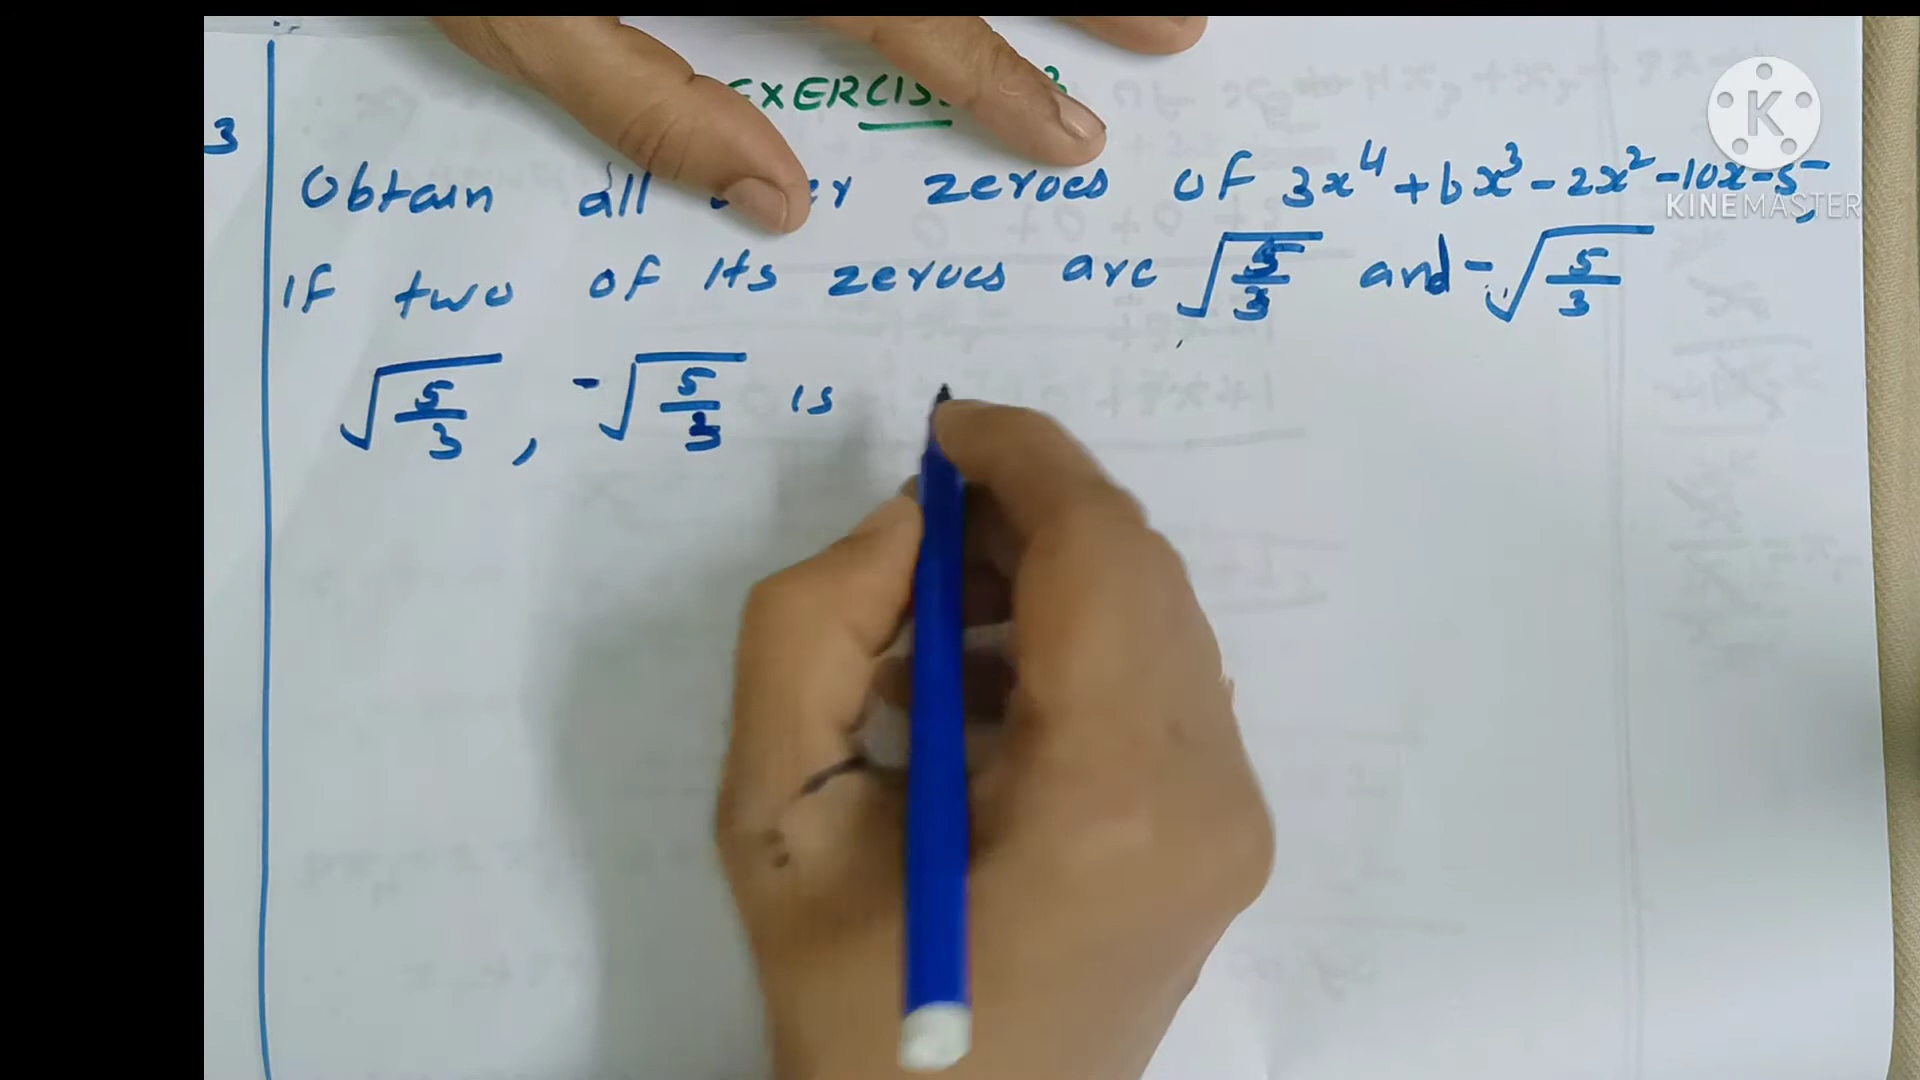 EXERCIS
3
Obtain all zeroes of 3x⁴+6x³-2x²-10x-5,
KINEMASTER
if two of its zeroes are √5/3 and -√5/3
√5/3, -√5/3 is